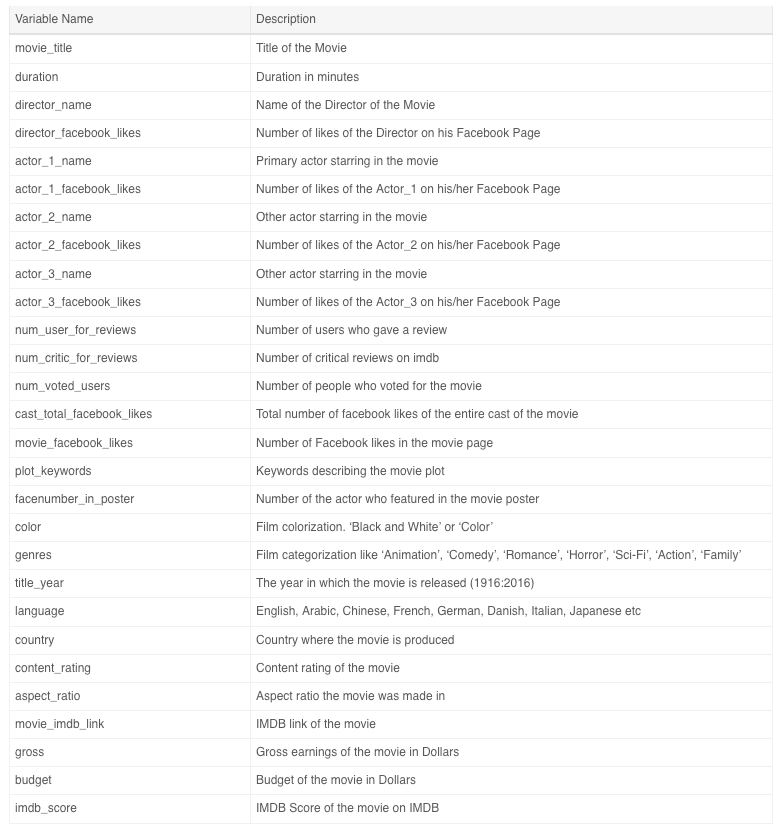 Variable Name Description
movie_title Title of the Movie
duration Duration in minutes
director_name Name of the Director of the Movie
director_facebook_likes Number of likes of the Director on his Facebook Page
actor_1_name Primary actor starring in the movie
actor_1_facebook_likes Number of likes of the Actor_1 on his/her Facebook Page
actor_2_name Other actor starring in the movie
actor_2_facebook_likes Number of likes of the Actor_2 on his/her Facebook Page
actor_3_name Other actor starring in the movie
actor_3_facebook_likes Number of likes of the Actor_3 on his/her Facebook Page
num_user_for_reviews Number of users who gave a review
num_critic_for_reviews Number of critical reviews on imdb
num_voted_users Number of people who voted for the movie
cast_total_facebook_likes Total number of facebook likes of the entire cast of the movie
movie_facebook_likes Number of Facebook likes in the movie page
plot_keywords Keywords describing the movie plot
facenumber_in_poster Number of the actor who featured in the movie poster
color Film colorization. ‘Black and White’ or ‘Color’
genres Film categorization like ‘Animation’, ‘Comedy’, ‘Romance’, ‘Horror’, ‘Sci-Fi’, ‘Action’, ‘Family’
title_year The year in which the movie is released (1916:2016)
language English, Arabic, Chinese, French, German, Danish, Italian, Japanese etc
country Country where the movie is produced
content_rating Content rating of the movie
aspect_ratio Aspect ratio the movie was made in
movie_imdb_link IMDB link of the movie
gross Gross earnings of the movie in Dollars
budget Budget of the movie in Dollars
imdb_score IMDB Score of the movie on IMDB